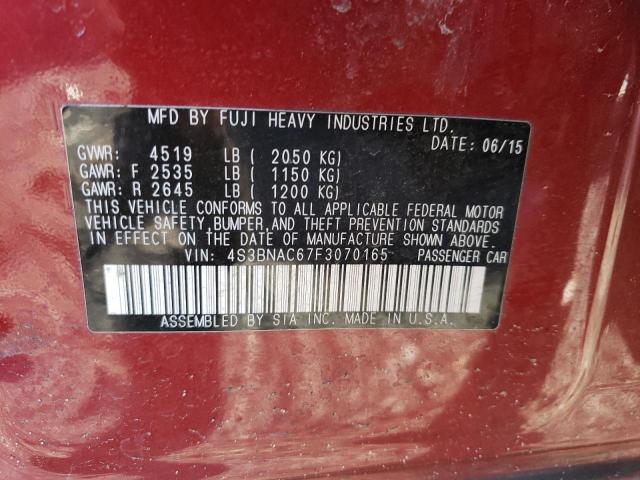 MFD BY FUJI HEAVY INDUSTRIES LTD.
DATE: 06/15
GVWR: 4519 LB ( 2050 KG)
GAWR: F 2535 LB ( 1150 KG)
GAWR: R 2645 LB ( 1200 KG)
THIS VEHICLE CONFORMS TO ALL APPLICABLE FEDERAL MOTOR
VEHICLE SAFETY, BUMPER, AND THEFT PREVENTION STANDARDS
IN EFFECT ON THE DATE OF MANUFACTURE SHOWN ABOVE.
VIN: 4S3BNAC67F3070165 PASSENGER CAR
ASSEMBLED BY SIA INC. MADE IN U.S.A.